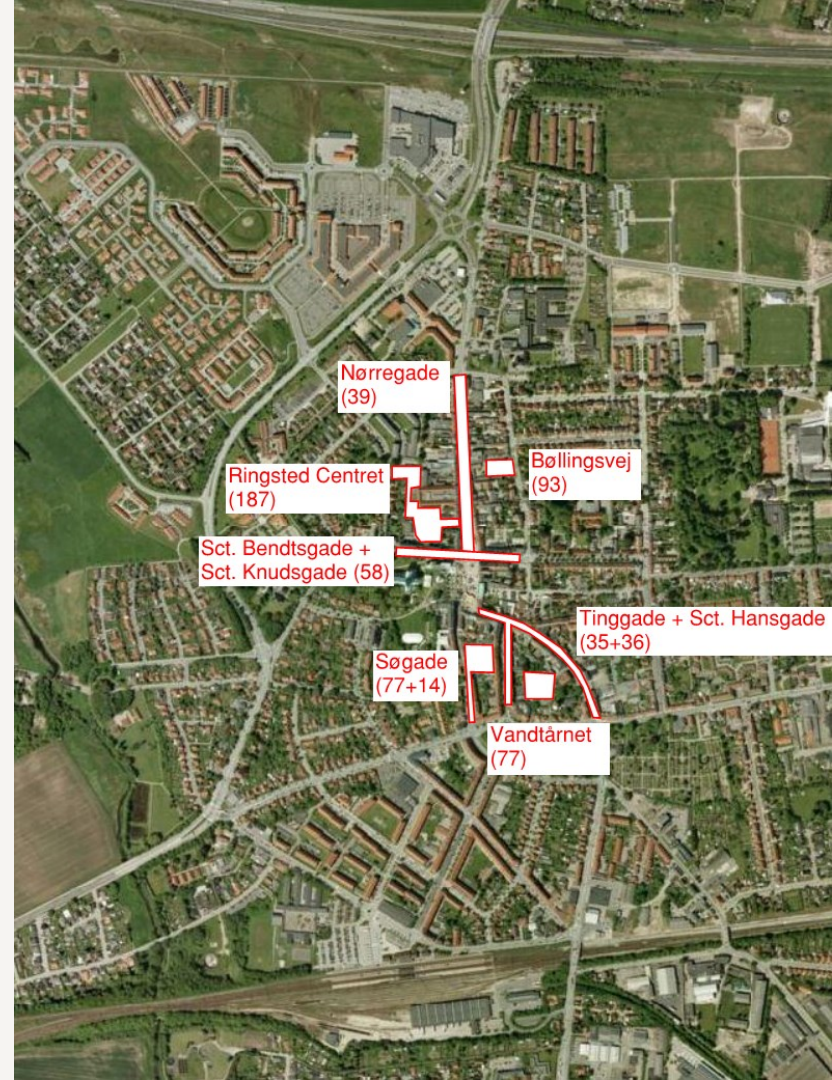 Nørregade
(39)
Ringsted Centret
(187)
Bøllingsvej
(93)
Sct. Bendtsgade +
Sct. Knudsgade (58)
Tinggade + Sct. Hansgade
(35+36)
Søgade
(77+14)
Vandtårnet
(77)